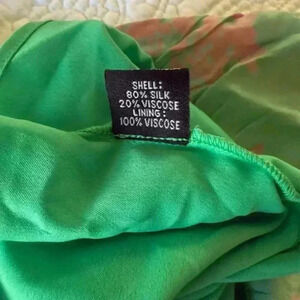 SHELL:
80% SILK
20% VISCOSE
LINING:
100% VISCOSE